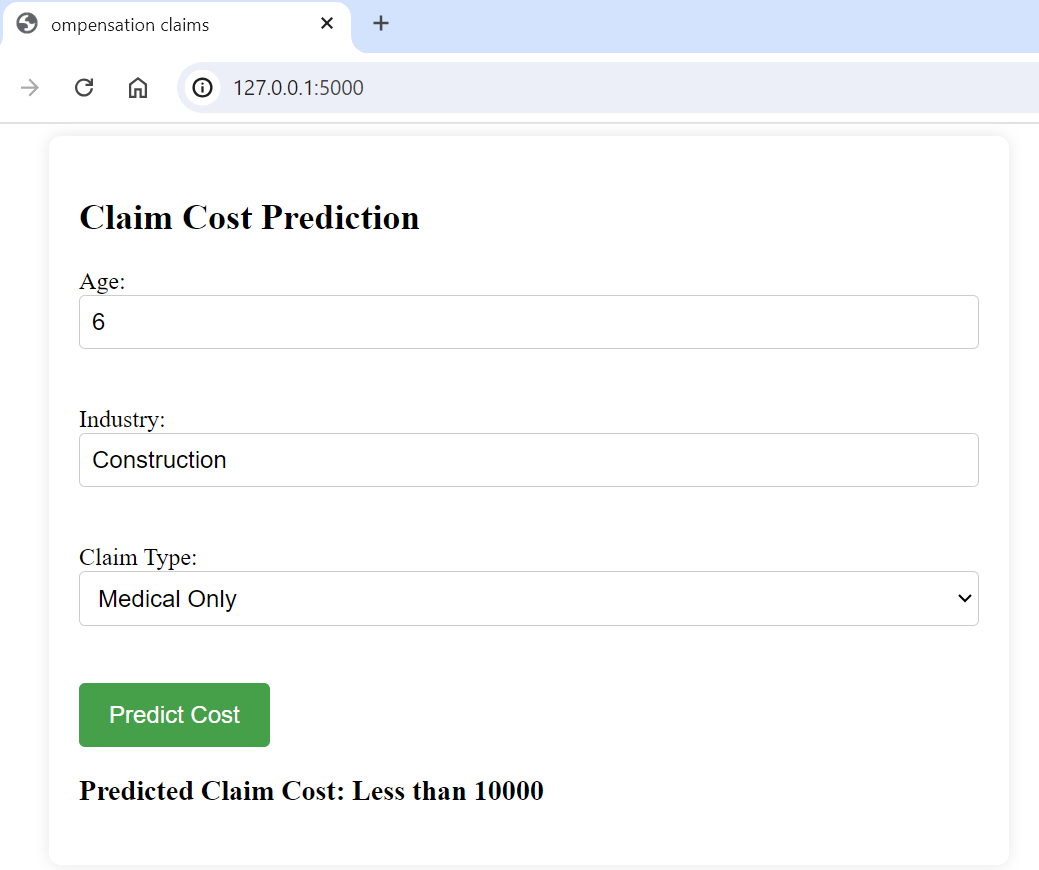 ompensation claims
127.0.0.1:5000
Claim Cost Prediction
Age:
6
Industry:
Construction
Claim Type:
Medical Only
Predict Cost
Predicted Claim Cost: Less than 10000